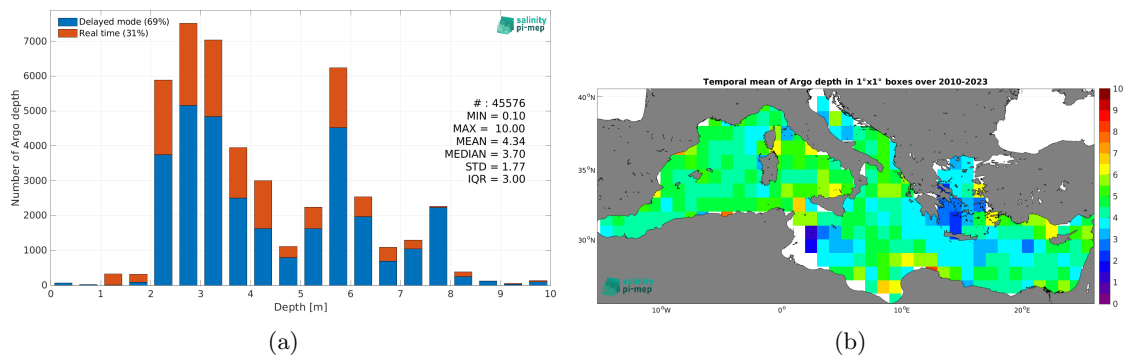 Delayed mode (69%)
Real time (31%)
salinity
pi-mep
# : 45576
MIN = 0.10
MAX = 10.00
MEAN = 4.34
MEDIAN = 3.70
STD = 1.77
IQR = 3.00
Number of Argo depth
7000
6000
5000
4000
3000
2000
1000
0
0 1 2 3 4 5 6 7 8 9 10
Depth [m]
(a)
Temporal mean of Argo depth in 1°x1° boxes over 2010-2023
40°N
35°N
30°N
10°W 0° 10°E 20°E
salinity
pi-mep
10
9
8
7
6
5
4
3
2
1
0
(b)